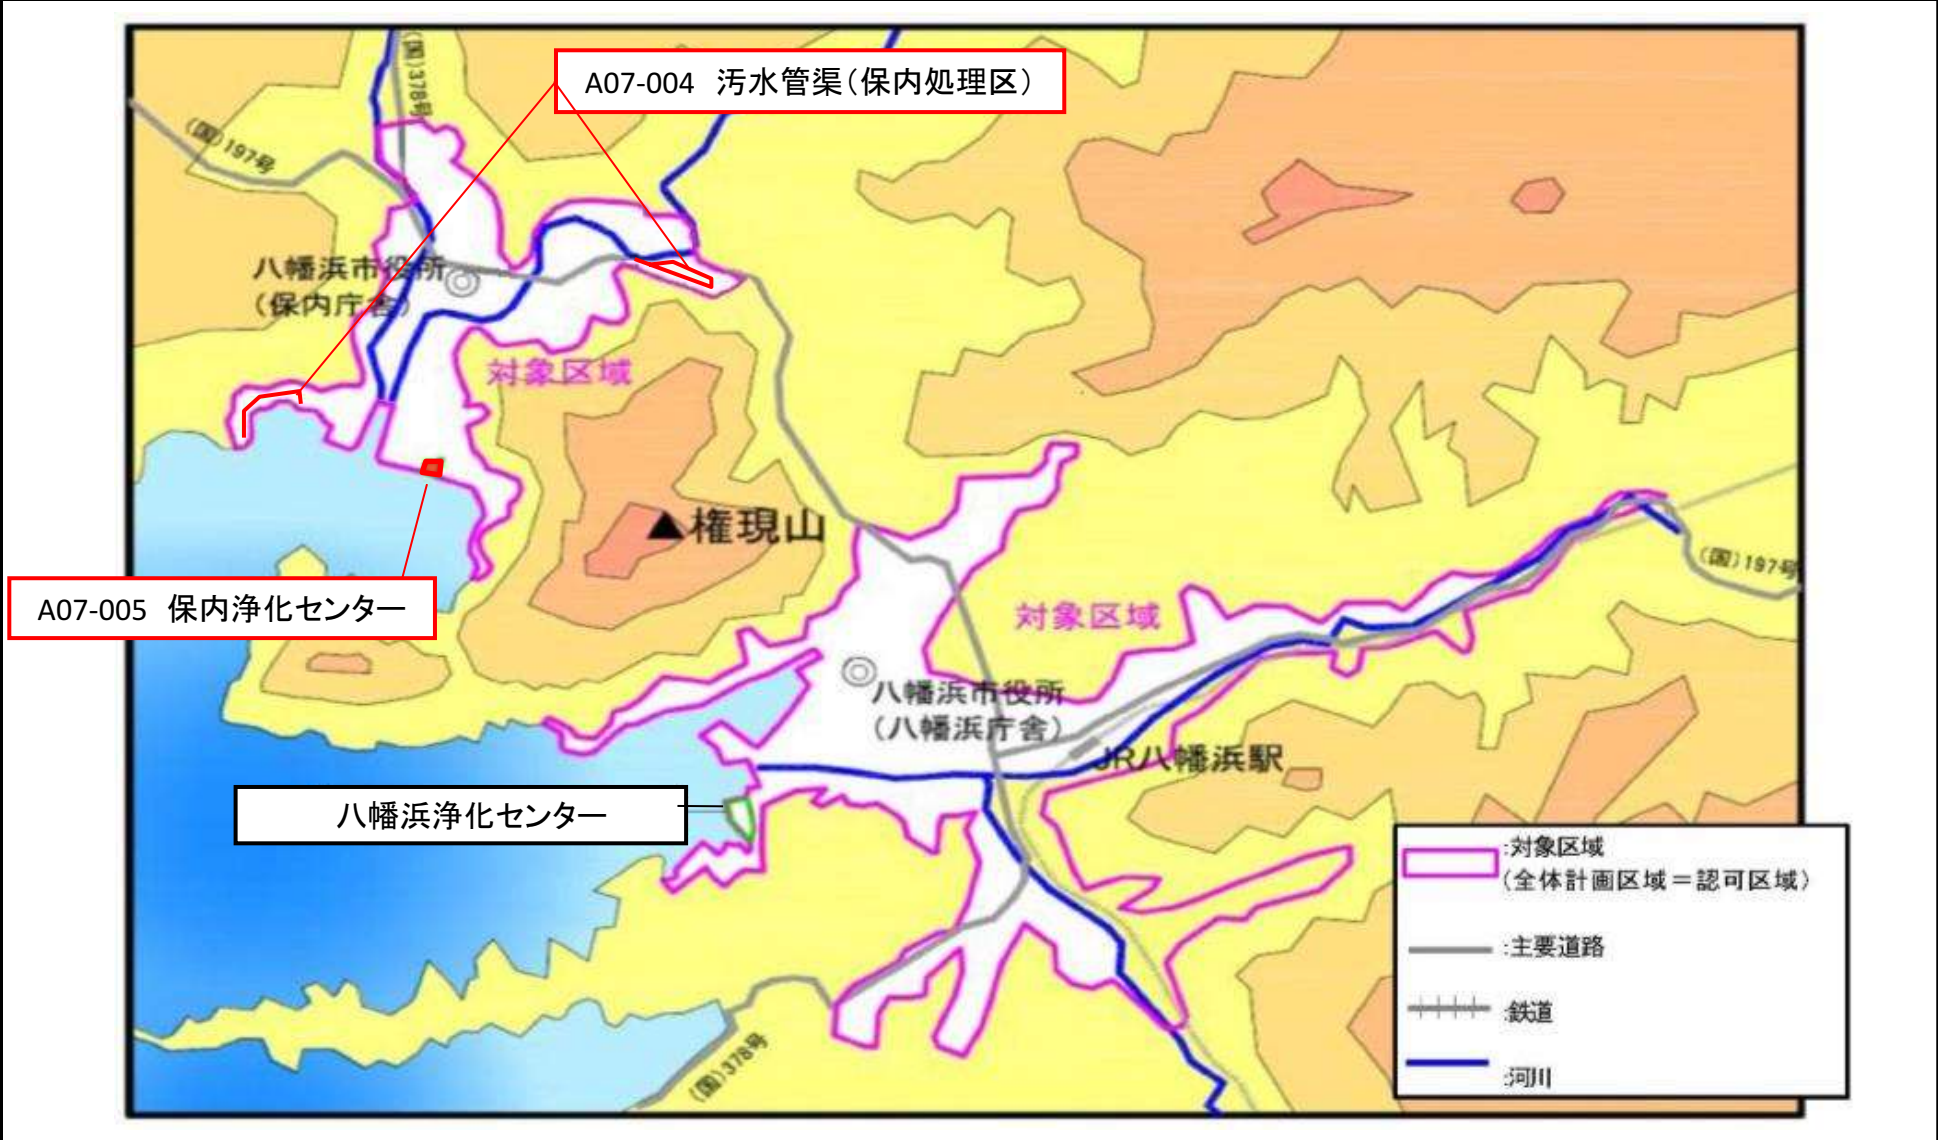 (国)378号
A07-004 汚水管渠(保内処理区)
(国)197号
八幡浜市役所
(保内庁舎)
対象区域
権現山
A07-005 保内浄化センター
(国)197号
対象区域
八幡浜市役所
(八幡浜庁舎)
JR八幡浜駅
八幡浜浄化センター
(国)378号
:対象区域
(全体計画区域=認可区域)
:主要道路
:鉄道
:河川